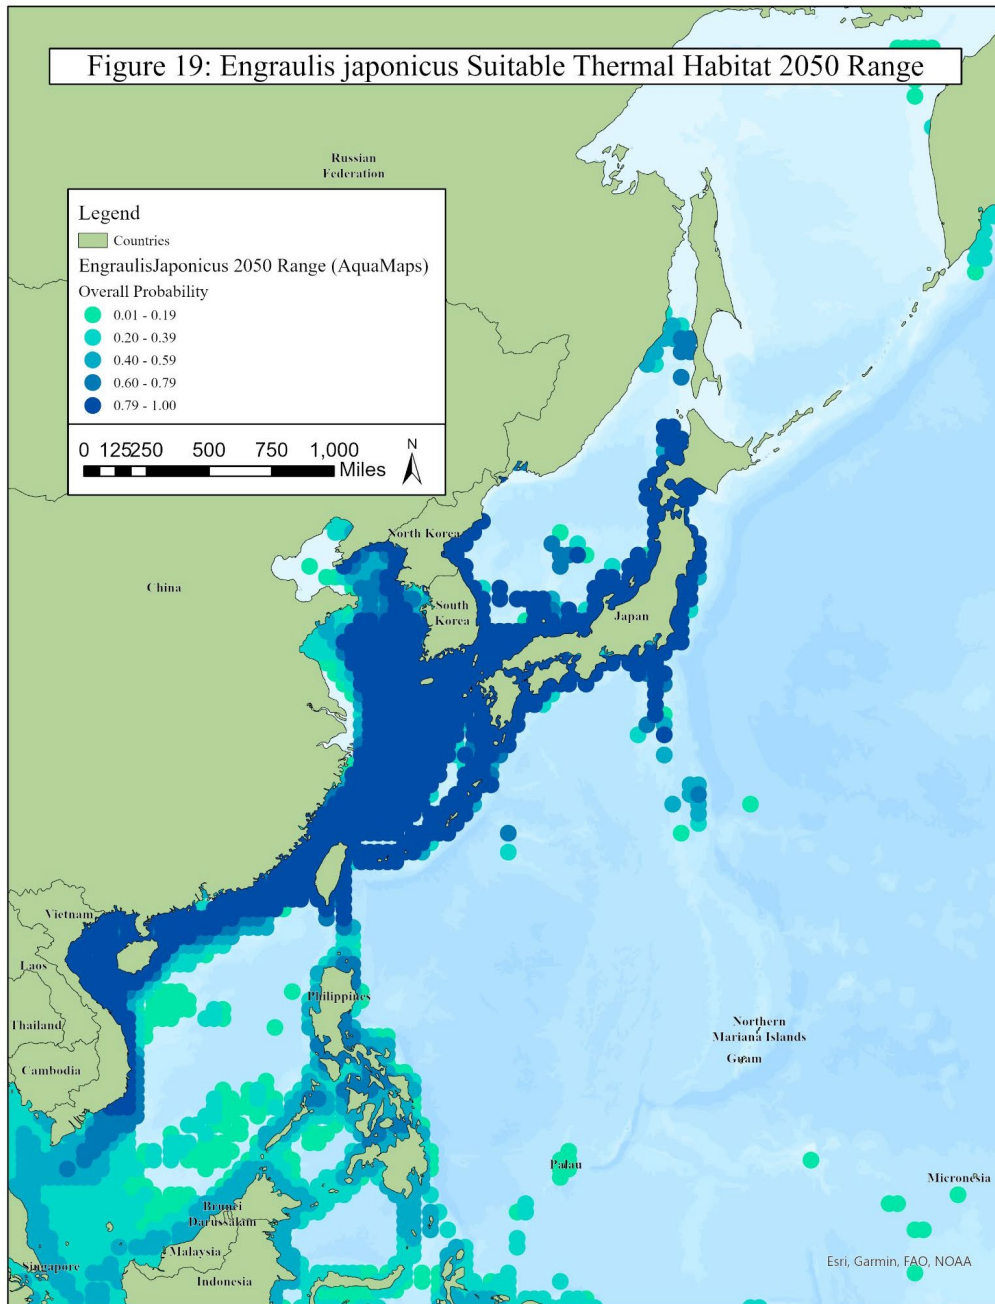 Figure 19: Engraulis japonicus Suitable Thermal Habitat 2050 Range
Russian
Federation
Legend
Countries
EngraulisJaponicus 2050 Range (AquaMaps)
Overall Probability
0.01 - 0.19
0.20 - 0.39
0.40 - 0.59
0.60 - 0.79
0.79 - 1.00
0 125250 500 750 1,000
Miles
N
North Korea
China
South
Korea
Japan
Vietnam
Laos
Thailand
Cambodia
Philippines
Northern
Mariana Islands
Guam
Palau
Micronesia
Brunei
Darussalam
Malaysia
Singapore
Indonesia
Esri, Garmin, FAO, NOAA